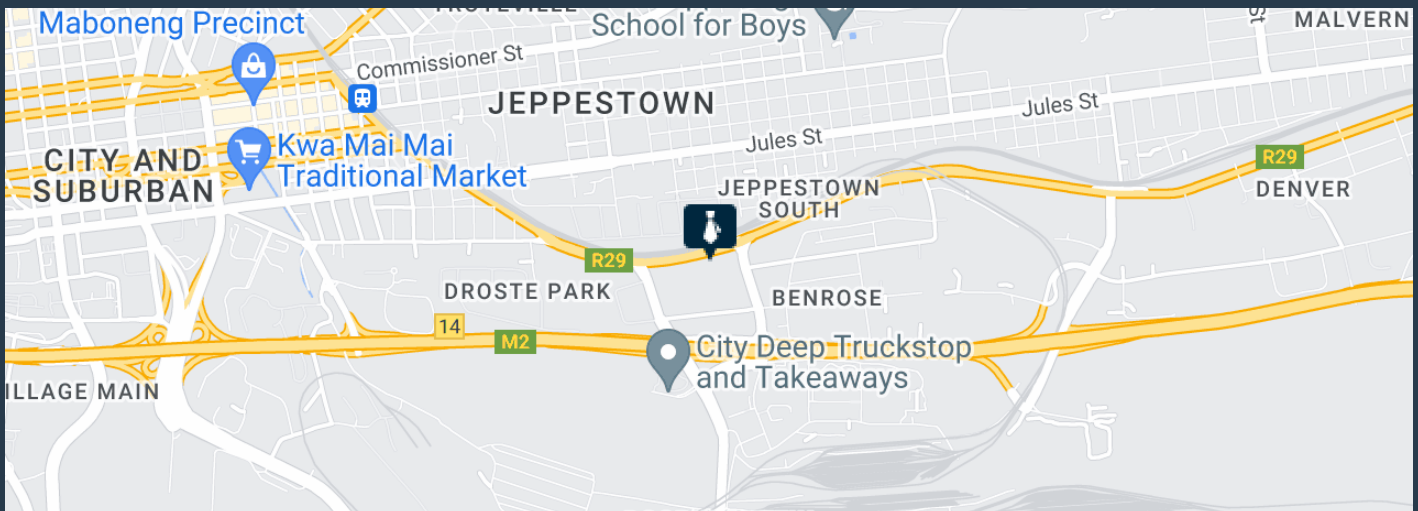 Maboneng Precinct
School for Boys
MALVERN
Commissioner St
JEPPESTOWN
Jules St
Jules St
Kwa Mai Mai
Traditional Market
CITY AND
SUBURBAN
R29
DENVER
JEPPESTOWN
SOUTH
R29
DROSTE PARK
BENROSE
14
M2
City Deep Truckstop
and Takeaways
ILLAGE MAIN
St